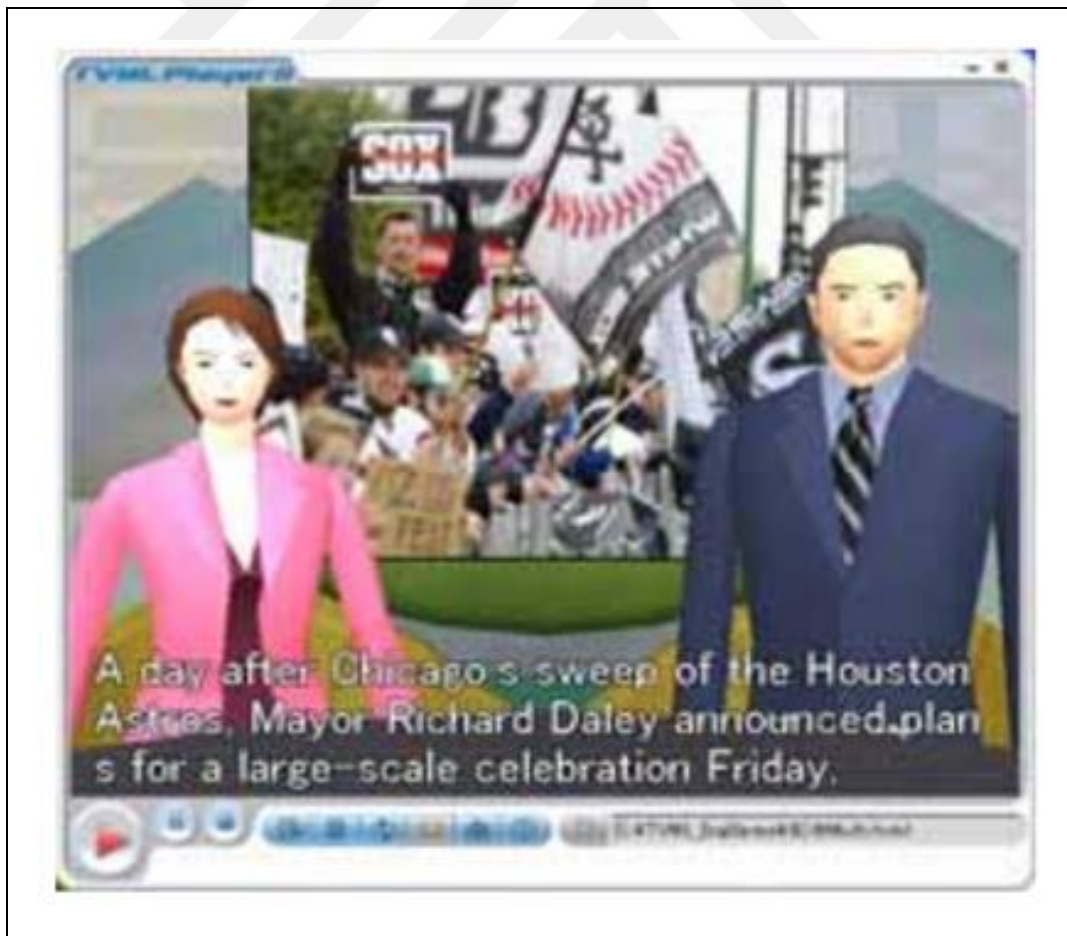 TVML Player II
SOX
A day after Chicago's sweep of the Houston
Astros, Mayor Richard Daley announced plan
s for a large-scale celebration Friday.